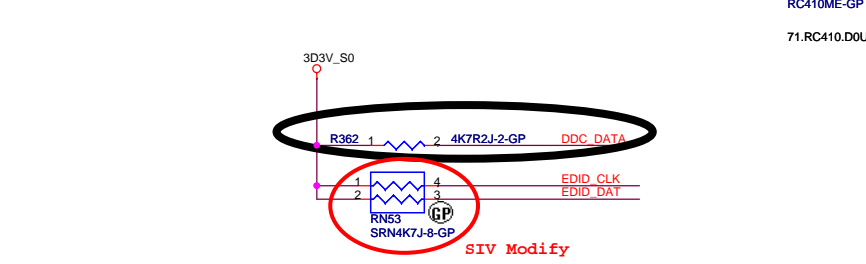 RC410ME-GP
71.RC410.D0U
3D3V_S0
R362 1 2 4K7R2J-2-GP DDC_DATA
1 4 EDID_CLK
2 3 EDID_DAT
RN53 GP
SRN4K7J-8-GP
SIV Modify